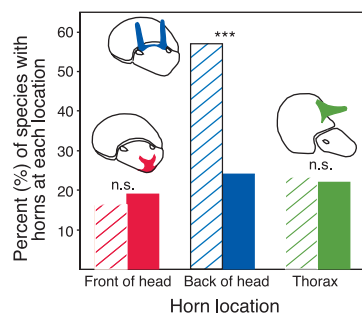 Percent (%) of species with
horns at each location
60
50
40
30
20
10
***
n.s.
n.s.
Front of head
Back of head
Thorax
Horn location